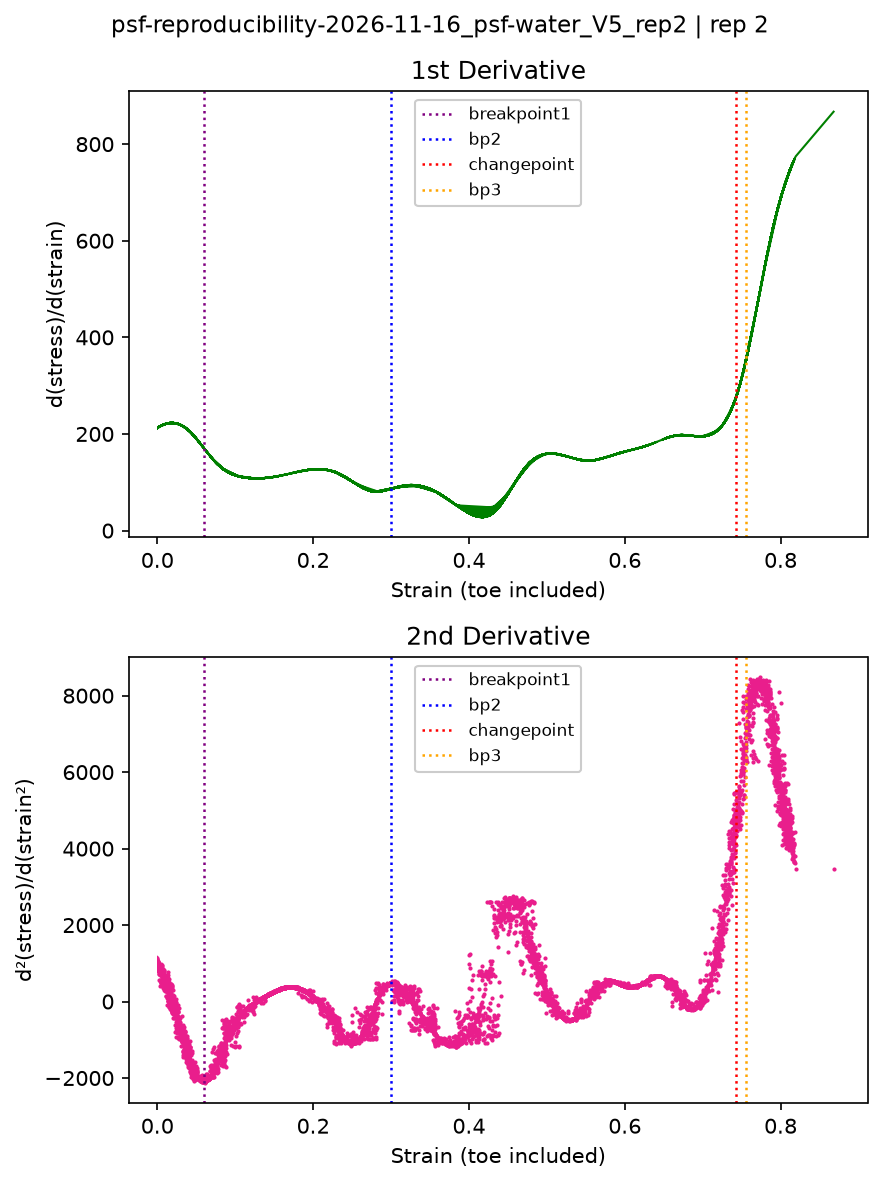 psf-reproducibility-2026-11-16_psf-water_V5_rep2 | rep 2
1st Derivative
d(stress)/d(strain)
800
600
400
200
0
breakpoint1
bp2
changepoint
bp3
0.0 0.2 0.4 0.6 0.8
Strain (toe included)
2nd Derivative
d²(stress)/d(strain²)
8000
6000
4000
2000
0
−2000
breakpoint1
bp2
changepoint
bp3
0.0 0.2 0.4 0.6 0.8
Strain (toe included)